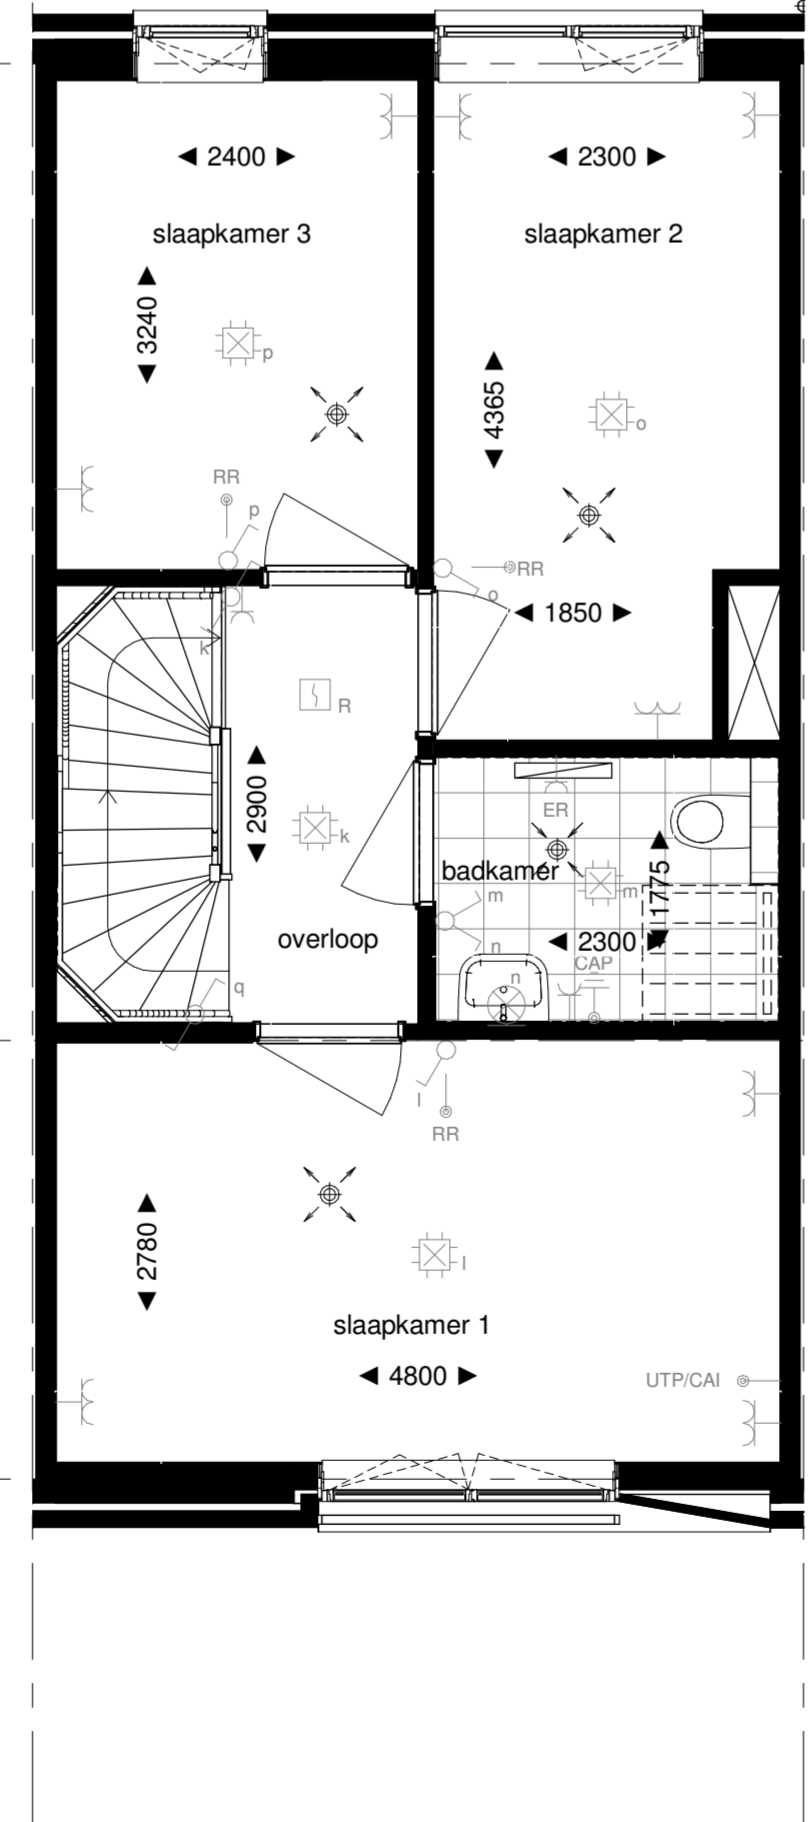 2400
2300
slaapkamer 3
slaapkamer 2
3240
p
4365
o
RR
p
RR
o
1850
k
R
2900
k
ER
badkamer
m
1775
m
overloop
n
2300
CAP
n
q
l
RR
2780
l
slaapkamer 1
4800
UTP/CAI